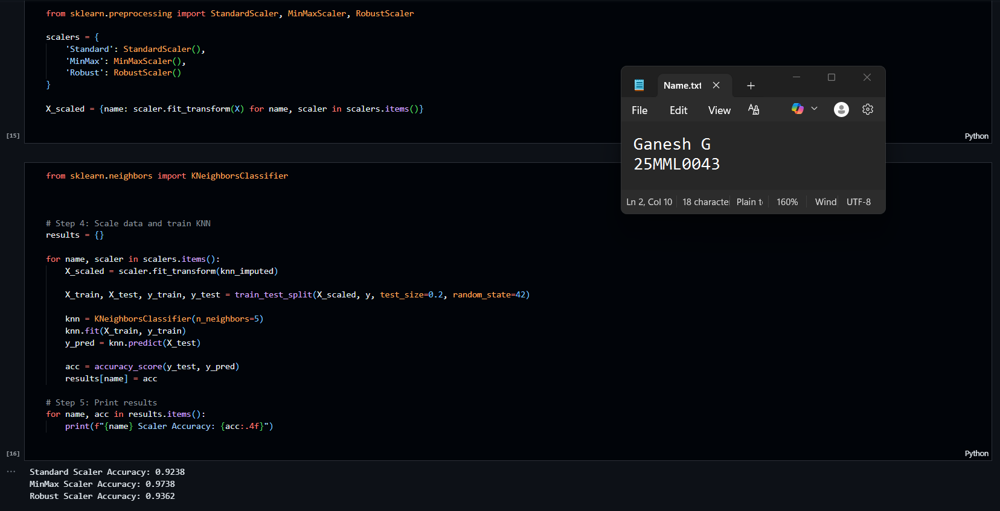 from sklearn.preprocessing import StandardScaler, MinMaxScaler, RobustScaler
scalers = {
    'Standard': StandardScaler(),
    'MinMax': MinMaxScaler(),
    'Robust': RobustScaler()
}
X_scaled = {name: scaler.fit_transform(X) for name, scaler in scalers.items()}
[15]
Python
Name.txt
File Edit View
Ganesh G
25MML0043
Ln 2, Col 10 18 characte Plain t 160% Wind UTF-8
from sklearn.neighbors import KNeighborsClassifier
# Step 4: Scale data and train KNN
results = {}
for name, scaler in scalers.items():
    X_scaled = scaler.fit_transform(knn_imputed)
    X_train, X_test, y_train, y_test = train_test_split(X_scaled, y, test_size=0.2, random_state=42)
    knn = KNeighborsClassifier(n_neighbors=5)
    knn.fit(X_train, y_train)
    y_pred = knn.predict(X_test)
    acc = accuracy_score(y_test, y_pred)
    results[name] = acc
# Step 5: Print results
for name, acc in results.items():
    print(f"{name} Scaler Accuracy: {acc:.4f}")
[16]
Python
Standard Scaler Accuracy: 0.9238
MinMax Scaler Accuracy: 0.9738
Robust Scaler Accuracy: 0.9362